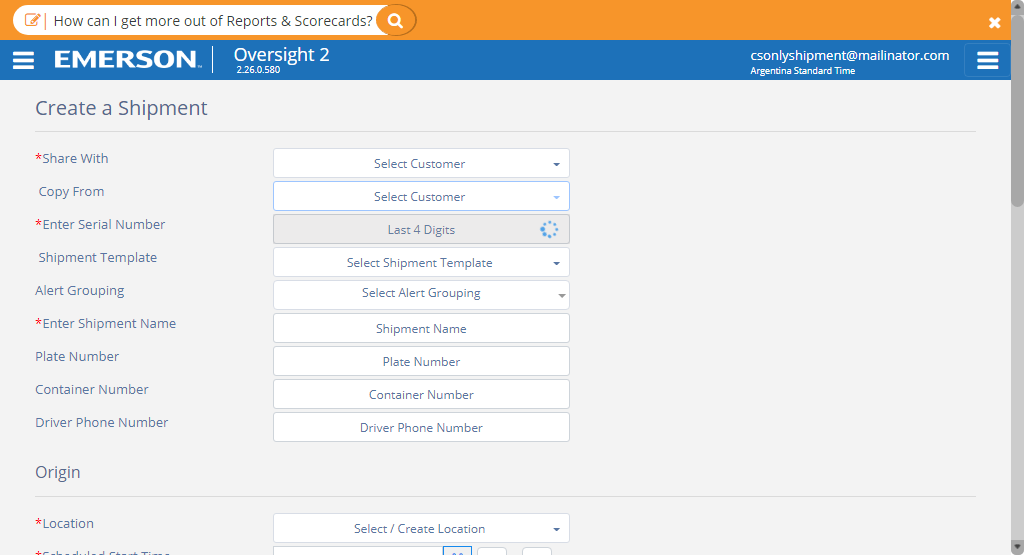 How can I get more out of Reports & Scorecards?
EMERSON
Oversight 2
2.26.0.580
csonlyshipment@mailinator.com
Argentina Standard Time
Create a Shipment
*Share With
Select Customer
Copy From
Select Customer
*Enter Serial Number
Last 4 Digits
Shipment Template
Select Shipment Template
Alert Grouping
Select Alert Grouping
*Enter Shipment Name
Shipment Name
Plate Number
Plate Number
Container Number
Container Number
Driver Phone Number
Driver Phone Number
Origin
*Location
Select / Create Location
*Scheduled Start Time